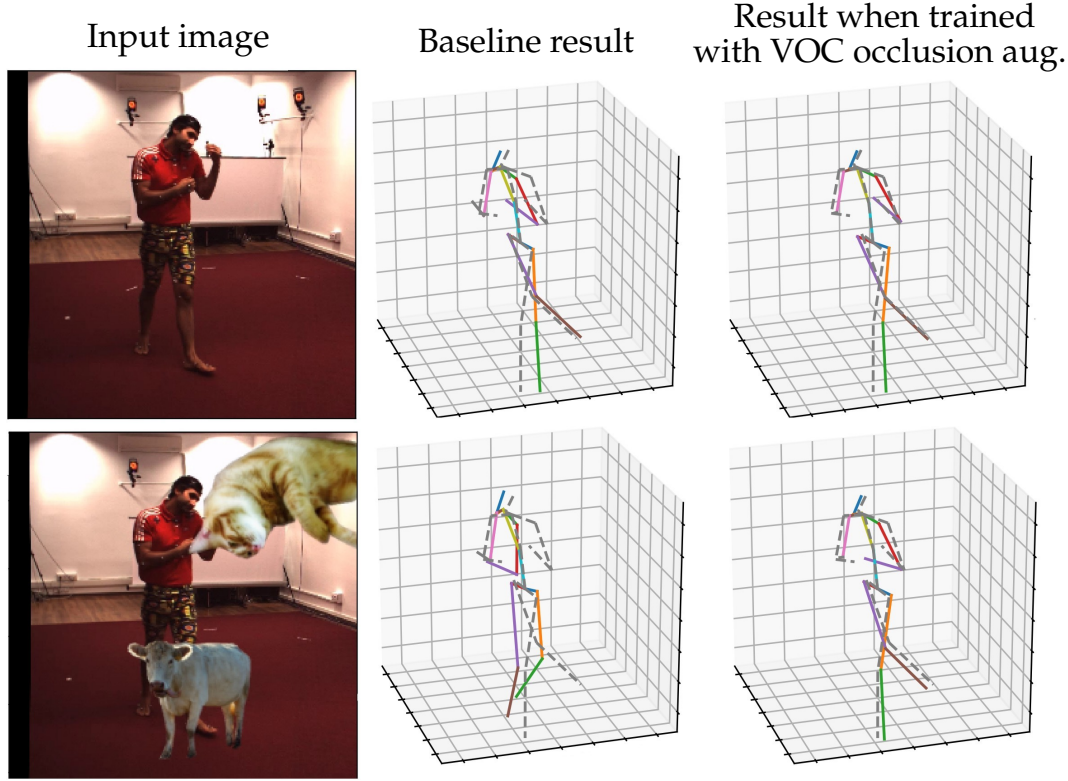 Input image
Baseline result
Result when trained
with VOC occlusion aug.